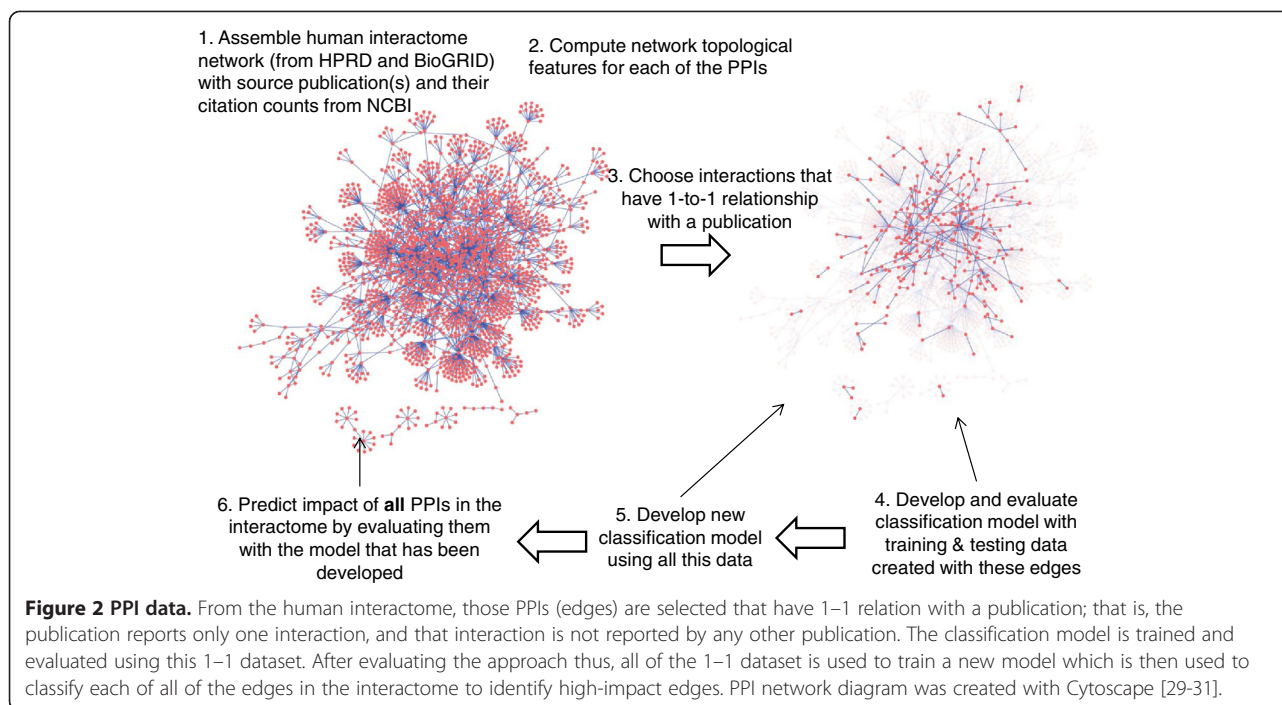 1. Assemble human interactome
network (from HPRD and BioGRID)
with source publication(s) and their
citation counts from NCBI
2. Compute network topological
features for each of the PPIs
3. Choose interactions that
have 1-to-1 relationship
with a publication
6. Predict impact of all PPIs in the
interactome by evaluating them
with the model that has been
developed
5. Develop new
classification model
using all this data
4. Develop and evaluate
classification model with
training & testing data
created with these edges
Figure 2 PPI data. From the human interactome, those PPIs (edges) are selected that have 1–1 relation with a publication; that is, the
publication reports only one interaction, and that interaction is not reported by any other publication. The classification model is trained and
evaluated using this 1–1 dataset. After evaluating the approach thus, all of the 1–1 dataset is used to train a new model which is then used to
classify each of all of the edges in the interactome to identify high-impact edges. PPI network diagram was created with Cytoscape [29-31].